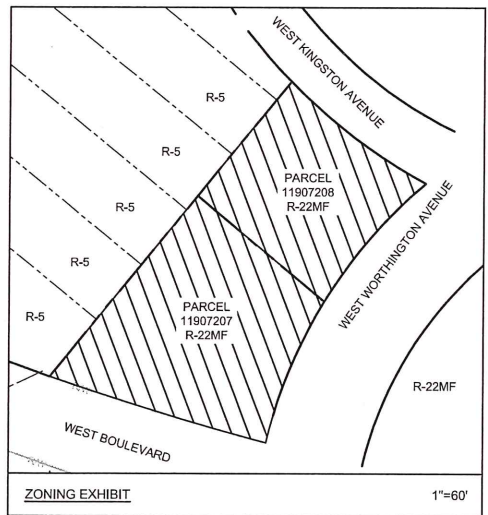 WEST KINGSTON AVENUE
R-5
R-5
PARCEL
11907208
R-22MF
R-5
WEST WORTHINGTON AVENUE
R-5
PARCEL
11907207
R-22MF
R-5
R-22MF
WEST BOULEVARD
ZONING EXHIBIT 1"=60'